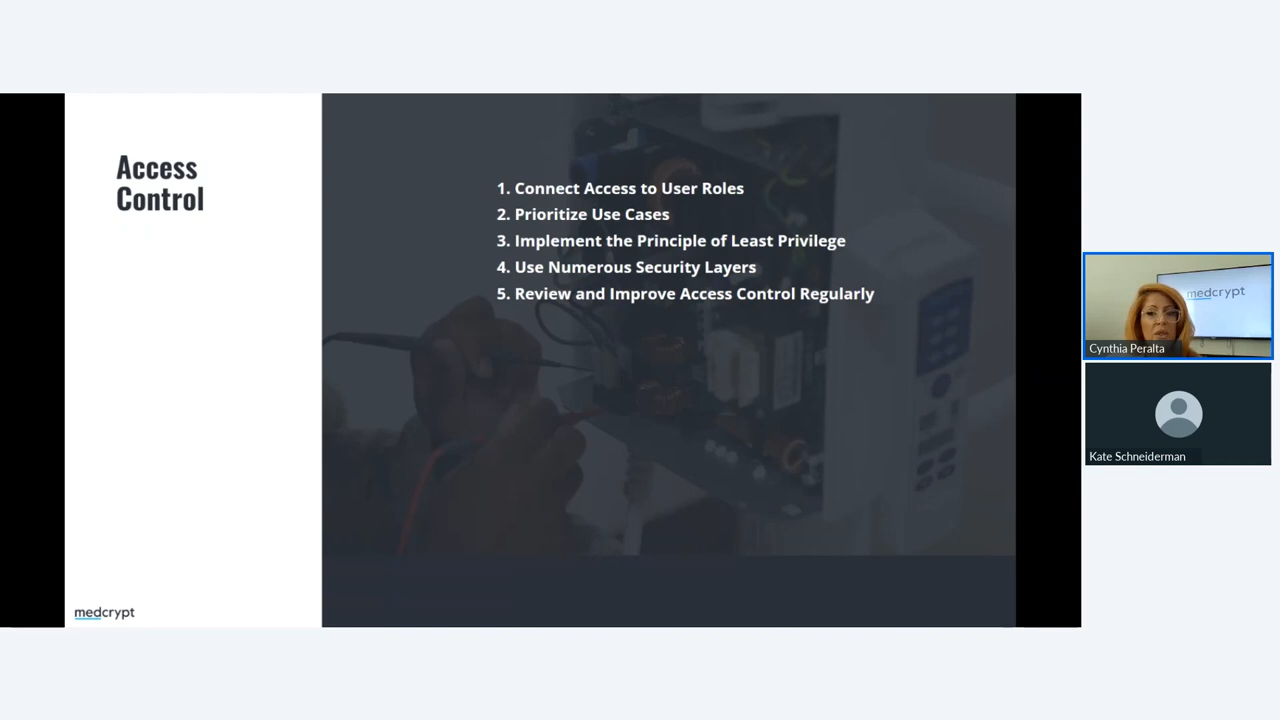 Access
Control
1. Connect Access to User Roles
2. Prioritize Use Cases
3. Implement the Principle of Least Privilege
4. Use Numerous Security Layers
5. Review and Improve Access Control Regularly
medcrypt
medcrypt
Cynthia Peralta
Kate Schneiderman